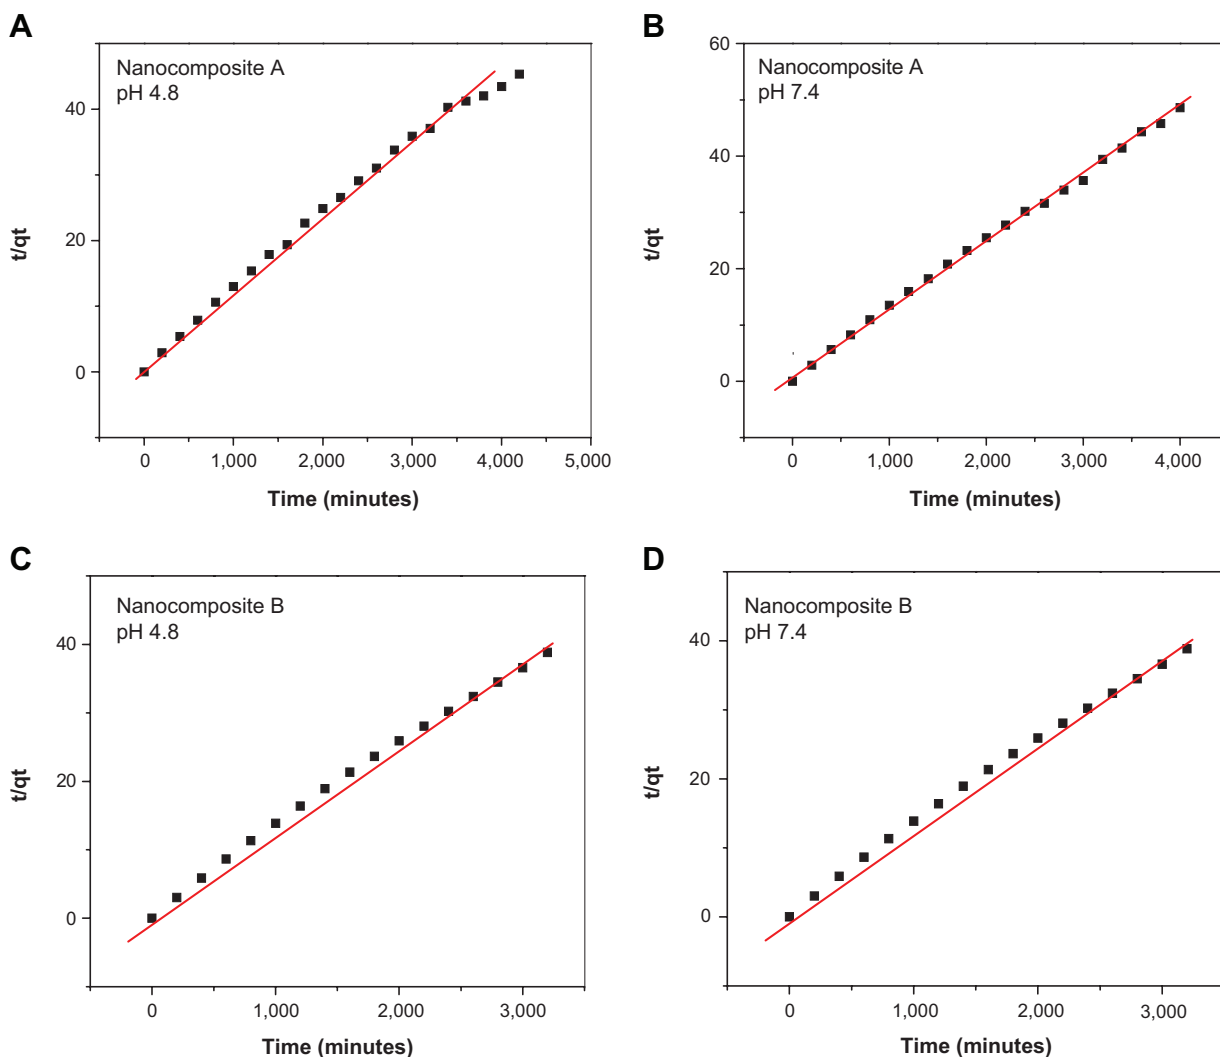 A
Nanocomposite A
pH 4.8
40
20
0
t/qt
0 1,000 2,000 3,000 4,000 5,000
Time (minutes)
B
Nanocomposite A
pH 7.4
60
40
20
0
t/qt
0 1,000 2,000 3,000 4,000
Time (minutes)
C
Nanocomposite B
pH 4.8
40
20
0
t/qt
0 1,000 2,000 3,000
Time (minutes)
D
Nanocomposite B
pH 7.4
40
20
0
t/qt
0 1,000 2,000 3,000
Time (minutes)